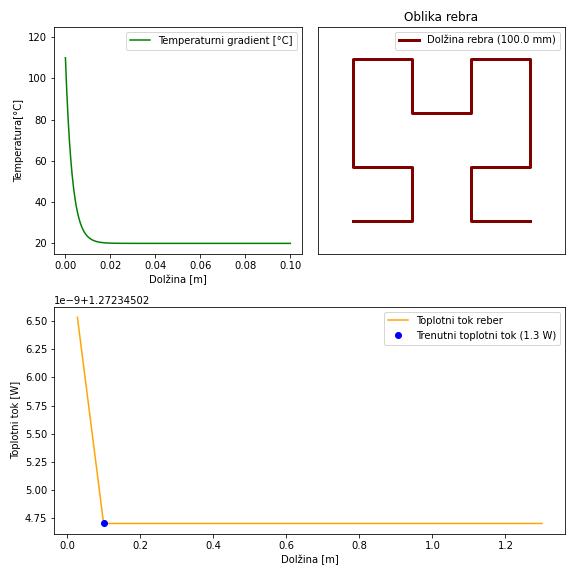 Temperaturni gradient [°C]
120
100
80
60
40
20
Temperatura[°C]
0.00
0.02
0.04
0.06
0.08
0.10
Dolžina [m]
Oblika rebra
Dolžina rebra (100.0 mm)
1e−9+1.27234502
Toplotni tok reber
Trenutni toplotni tok (1.3 W)
6.50
6.25
6.00
5.75
5.50
5.25
5.00
4.75
Toplotni tok [W]
0.0
0.2
0.4
0.6
0.8
1.0
1.2
Dolžina [m]